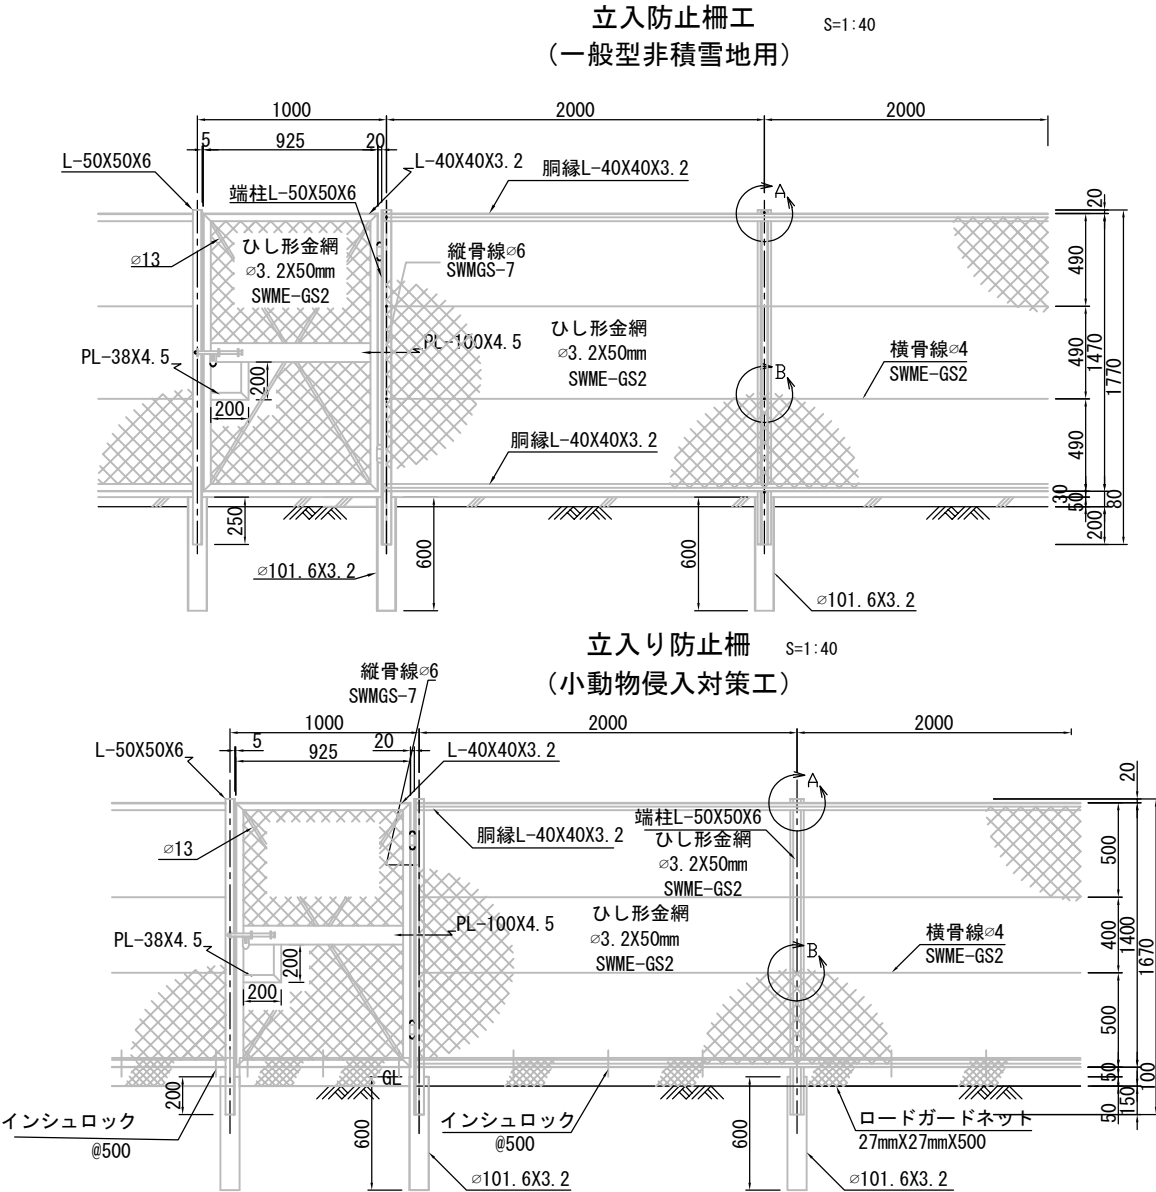 立入防止柵工
S=1:40
(一般型非積雪地用)
1000
2000
2000
5
925
20
L-50X50X6
L-40X40X3.2
胴縁L-40X40X3.2
端柱L-50X50X6
A
20
∅13
ひし形金網
∅3.2X50mm
SWME-GS2
縦骨線∅6
SWMGS-7
490
PL-38X4.5
PL-100X4.5
ひし形金網
∅3.2X50mm
SWME-GS2
横骨線∅4
SWME-GS2
B
490
1470
1770
200
200
胴縁L-40X40X3.2
490
30
50
80
200
250
600
600
∅101.6X3.2
∅101.6X3.2
立入り防止柵
S=1:40
(小動物侵入対策工)
縦骨線∅6
SWMGS-7
1000
2000
2000
5
925
20
L-50X50X6
L-40X40X3.2
A
20
∅13
胴縁L-40X40X3.2
端柱L-50X50X6
ひし形金網
∅3.2X50mm
SWME-GS2
500
PL-38X4.5
PL-100X4.5
ひし形金網
∅3.2X50mm
SWME-GS2
横骨線∅4
SWME-GS2
B
400
1400
1670
200
200
500
GL
50
100
50
150
200
600
600
インシュロック
@500
インシュロック
@500
ロードガードネット
27mmX27mmX500
∅101.6X3.2
∅101.6X3.2